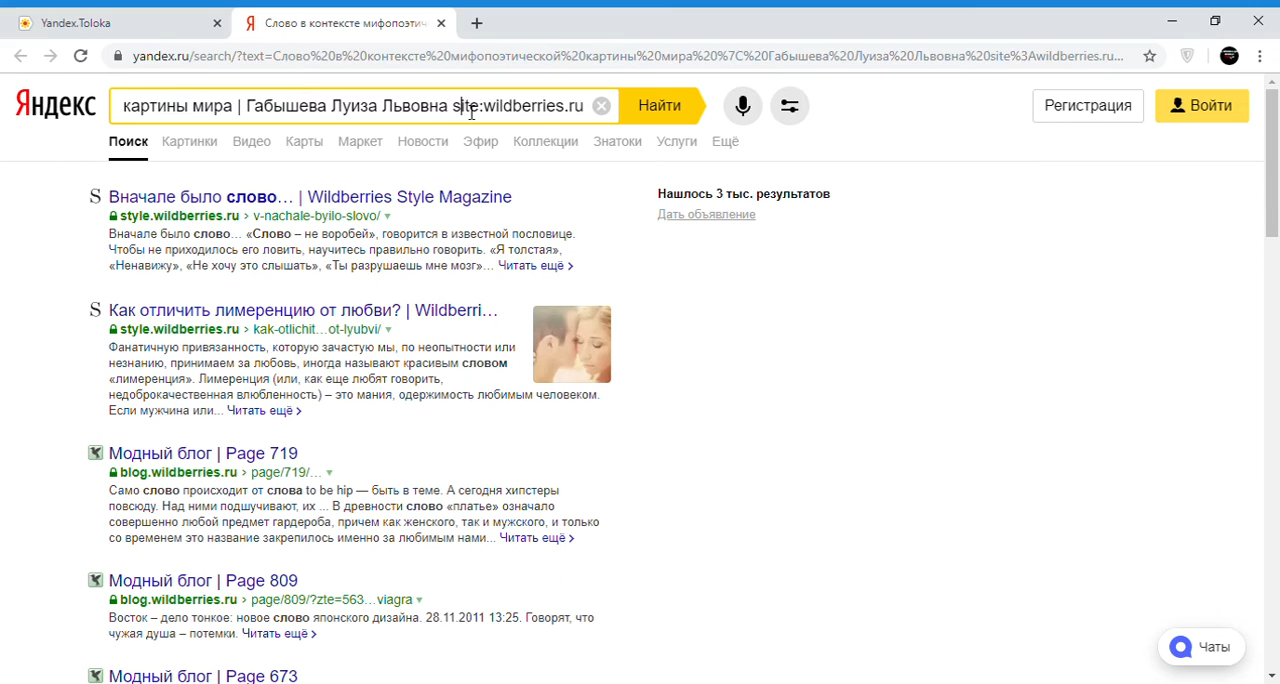 Yandex.Toloka
Слово в контексте мифопоэтич
yandex.ru/search/?text=Слово%20в%20контексте%20мифопоэтической%20картины%20мира%20%7C%20Габышева%20Луиза%20Львовна%20site%3Awildberries.ru...
Яндекс
картины мира | Габышева Луиза Львовна site:wildberries.ru
Найти
Регистрация
Войти
Поиск Картинки Видео Карты Маркет Новости Эфир Коллекции Знатоки Услуги Ещё
S Вначале было слово… | Wildberries Style Magazine
style.wildberries.ru › v-nachale-byilo-slovo/
Вначале было слово... «Слово – не воробей», говорится в известной пословице.
Чтобы не приходилось его ловить, научитесь правильно говорить. «Я толстая»,
«Ненавижу», «Не хочу это слышать», «Ты разрушаешь мне мозг»... Читать ещё ›
Нашлось 3 тыс. результатов
Дать объявление
S Как отличить лимеренцию от любви? | Wildberri…
style.wildberries.ru › kak-otlichit…ot-lyubvi/
Фанатичную привязанность, которую зачастую мы, по неопытности или
незнанию, принимаем за любовь, иногда называют красивым словом
«лимеренция». Лимеренция (или, как еще любят говорить,
недоброкачественная влюбленность) – это мания, одержимость любимым человеком.
Если мужчина или... Читать ещё ›
Модный блог | Page 719
blog.wildberries.ru › page/719/…
Само слово происходит от слова to be hip — быть в теме. А сегодня хипстеры
повсюду. Над ними подшучивают, их ... В древности слово «платье» означало
совершенно любой предмет гардероба, причем как женского, так и мужского, и только
со временем это название закрепилось именно за любимым нами... Читать ещё ›
Модный блог | Page 809
blog.wildberries.ru › page/809/?zte=563…viagra
Восток – дело тонкое: новое слово японского дизайна. 28.11.2011 13:25. Говорят, что
чужая душа – потемки. Читать ещё ›
Модный блог | Page 673
Чаты